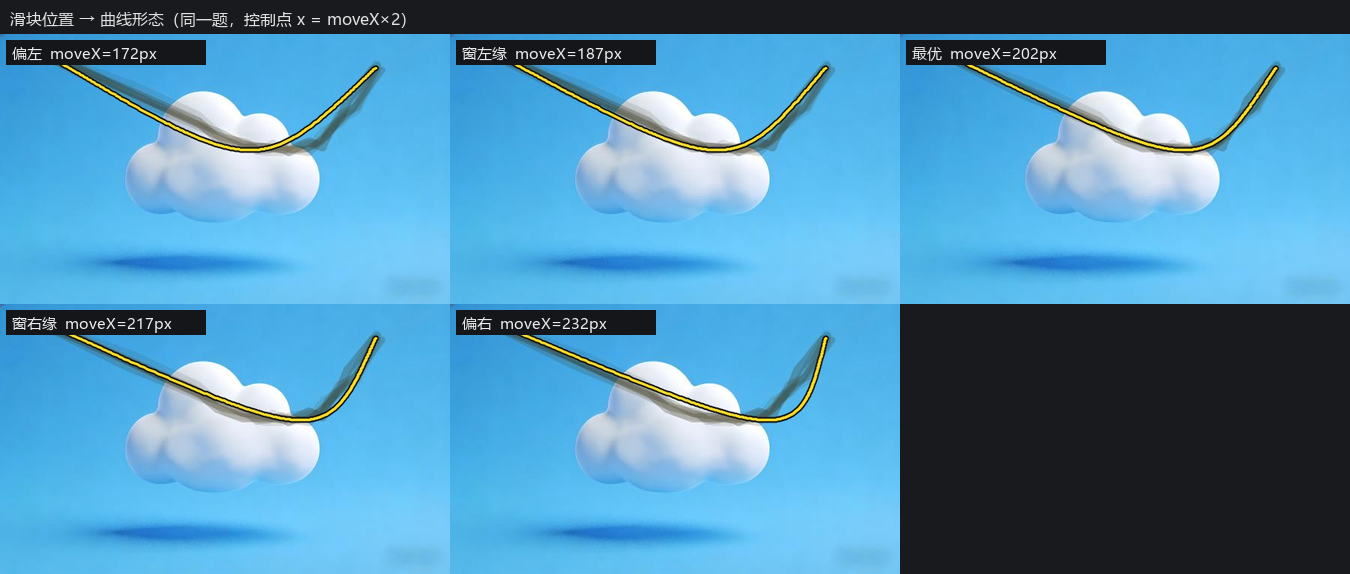 滑块位置 → 曲线形态（同一题，控制点 x = moveX×2）
偏左 moveX=172px
窗左缘 moveX=187px
最优 moveX=202px
窗右缘 moveX=217px
偏右 moveX=232px